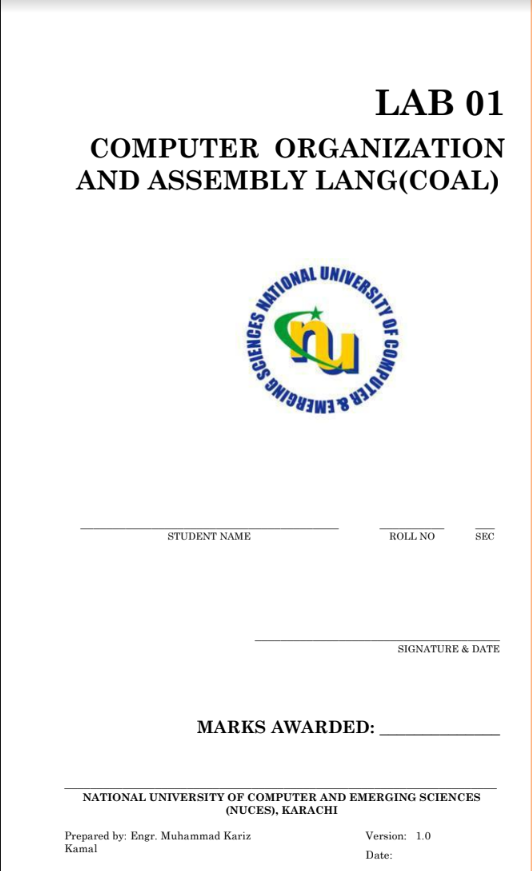 LAB 01
COMPUTER ORGANIZATION
AND ASSEMBLY LANG(COAL)
NATIONAL UNIVERSITY OF COMPUTER & EMERGING SCIENCES
nu
STUDENT NAME ROLL NO SEC
SIGNATURE & DATE
MARKS AWARDED:
NATIONAL UNIVERSITY OF COMPUTER AND EMERGING SCIENCES
(NUCES), KARACHI
Prepared by: Engr. Muhammad Kariz Version: 1.0
Kamal
Date: